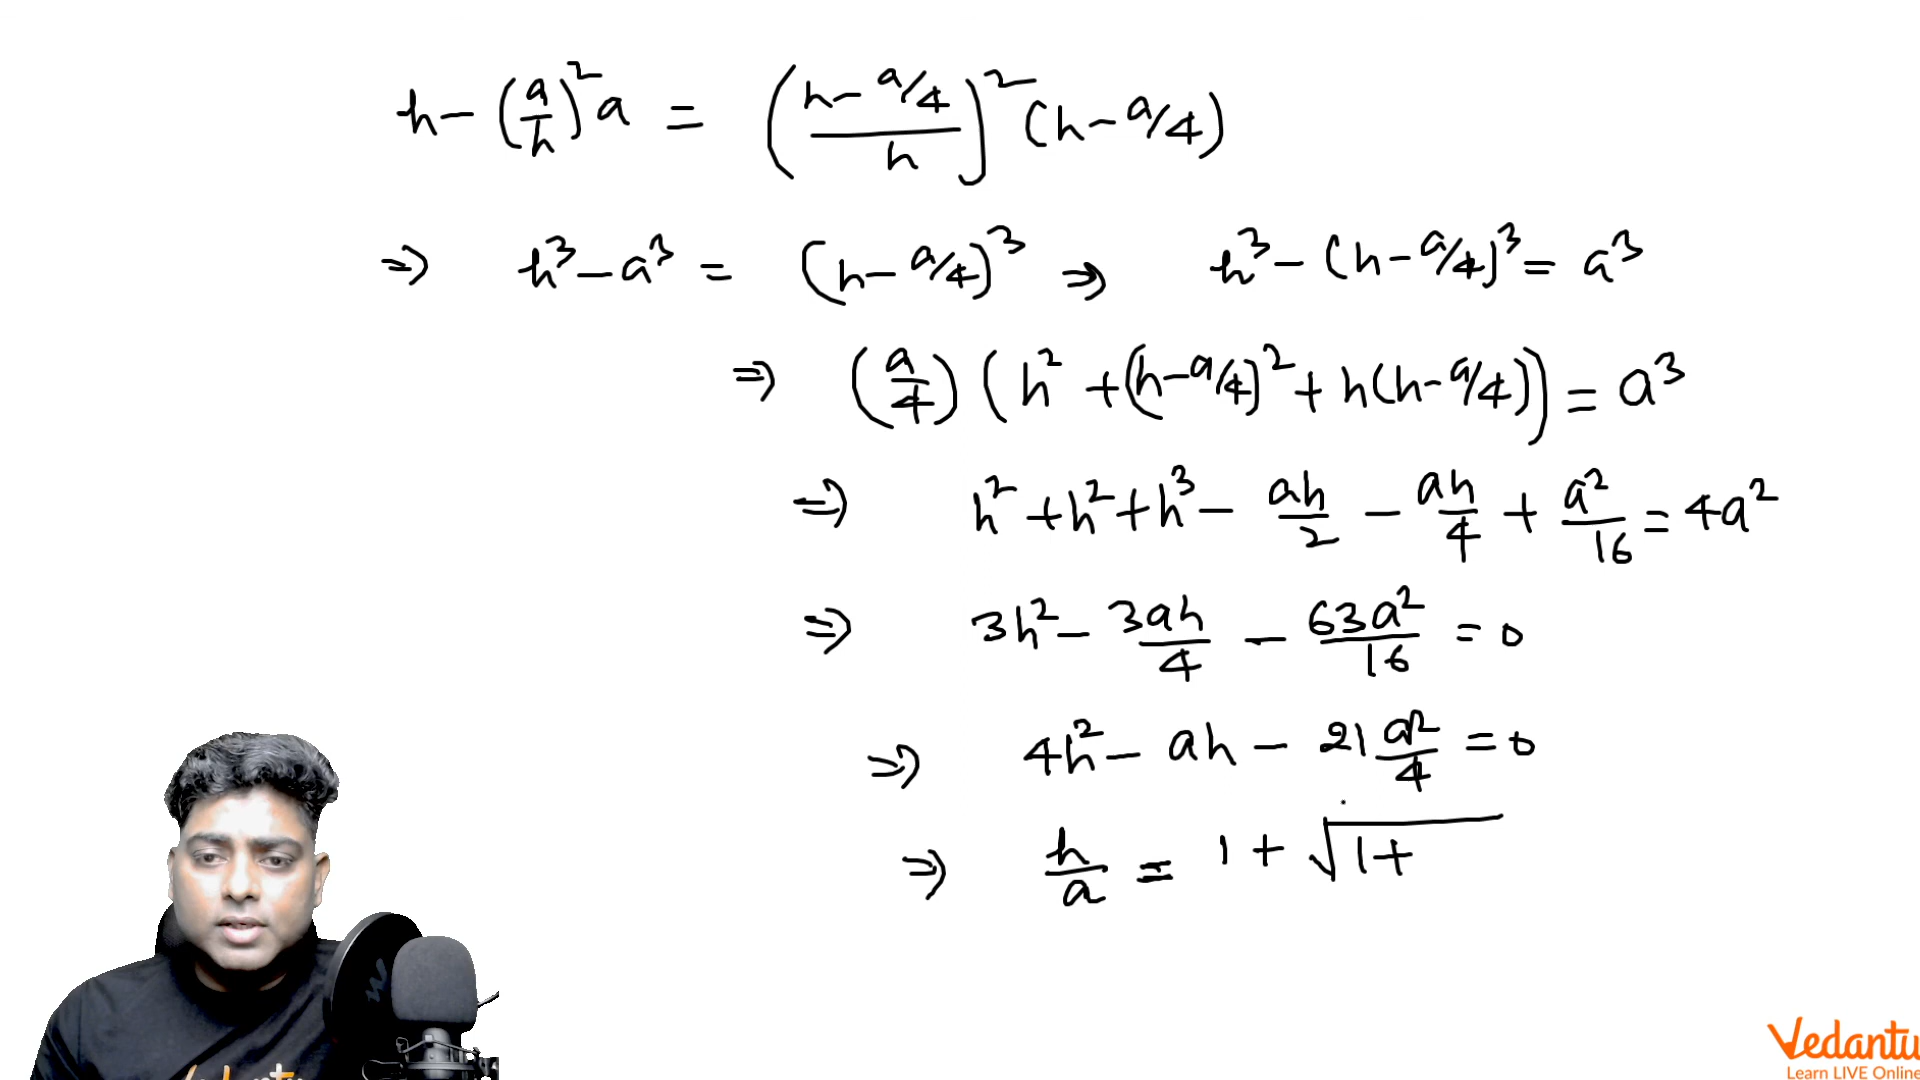 h - (a/h)²a = ((h - a/4)/h)² (h - a/4)
⇒ h³ - a³ = (h - a/4)³ ⇒ h³ - (h - a/4)³ = a³
⇒ (a/4) (h² + (h - a/4)² + h(h - a/4)) = a³
⇒ h² + h² + h³ - ah/2 - ah/4 + a²/16 = 4a²
⇒ 3h² - 3ah/4 - 63a²/16 = 0
⇒ 4h² - ah - 21 a²/4 = 0
⇒ h/a = 1 + √(1+
Vedantu
Learn LIVE Online